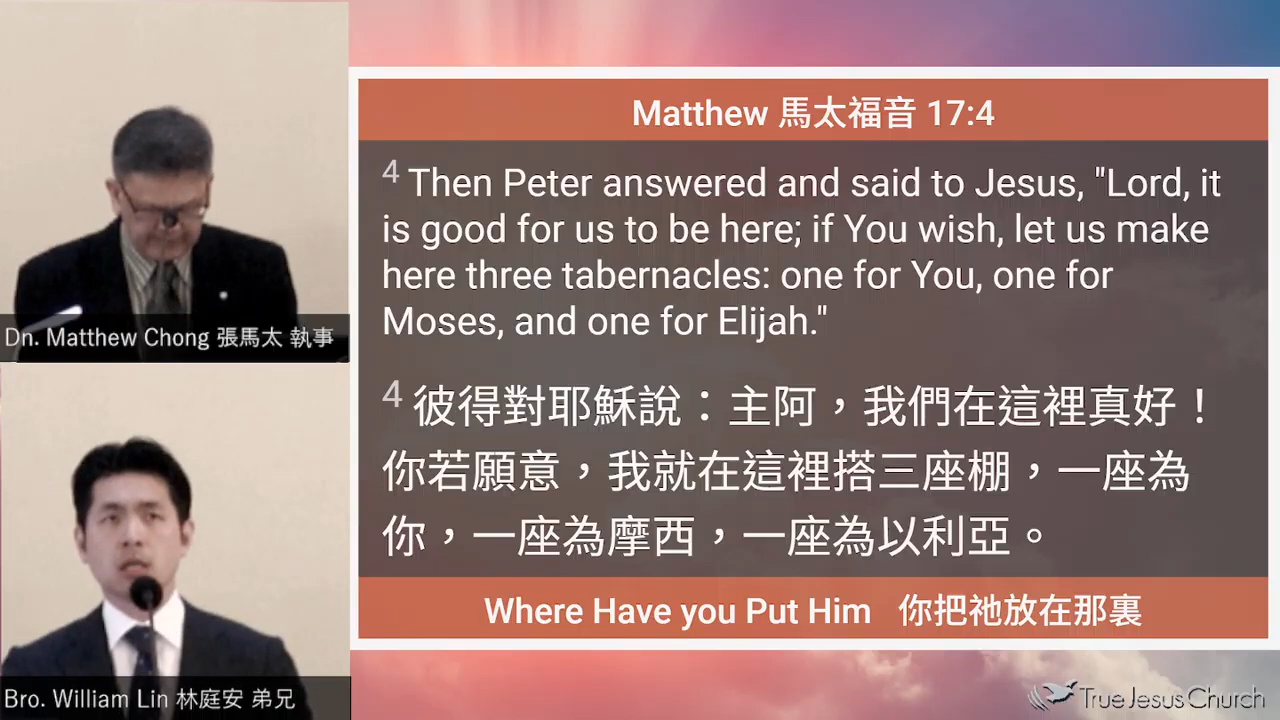 Matthew 馬太福音 17:4
4 Then Peter answered and said to Jesus, "Lord, it
is good for us to be here; if You wish, let us make
here three tabernacles: one for You, one for
Moses, and one for Elijah."
4 彼得對耶穌說：主阿，我們在這裡真好！
你若願意，我就在這裡搭三座棚，一座為
你，一座為摩西，一座為以利亞。
Where Have you Put Him 你把祂放在那裏
Dn. Matthew Chong 張馬太 執事
Bro. William Lin 林庭安 弟兄
True Jesus Church